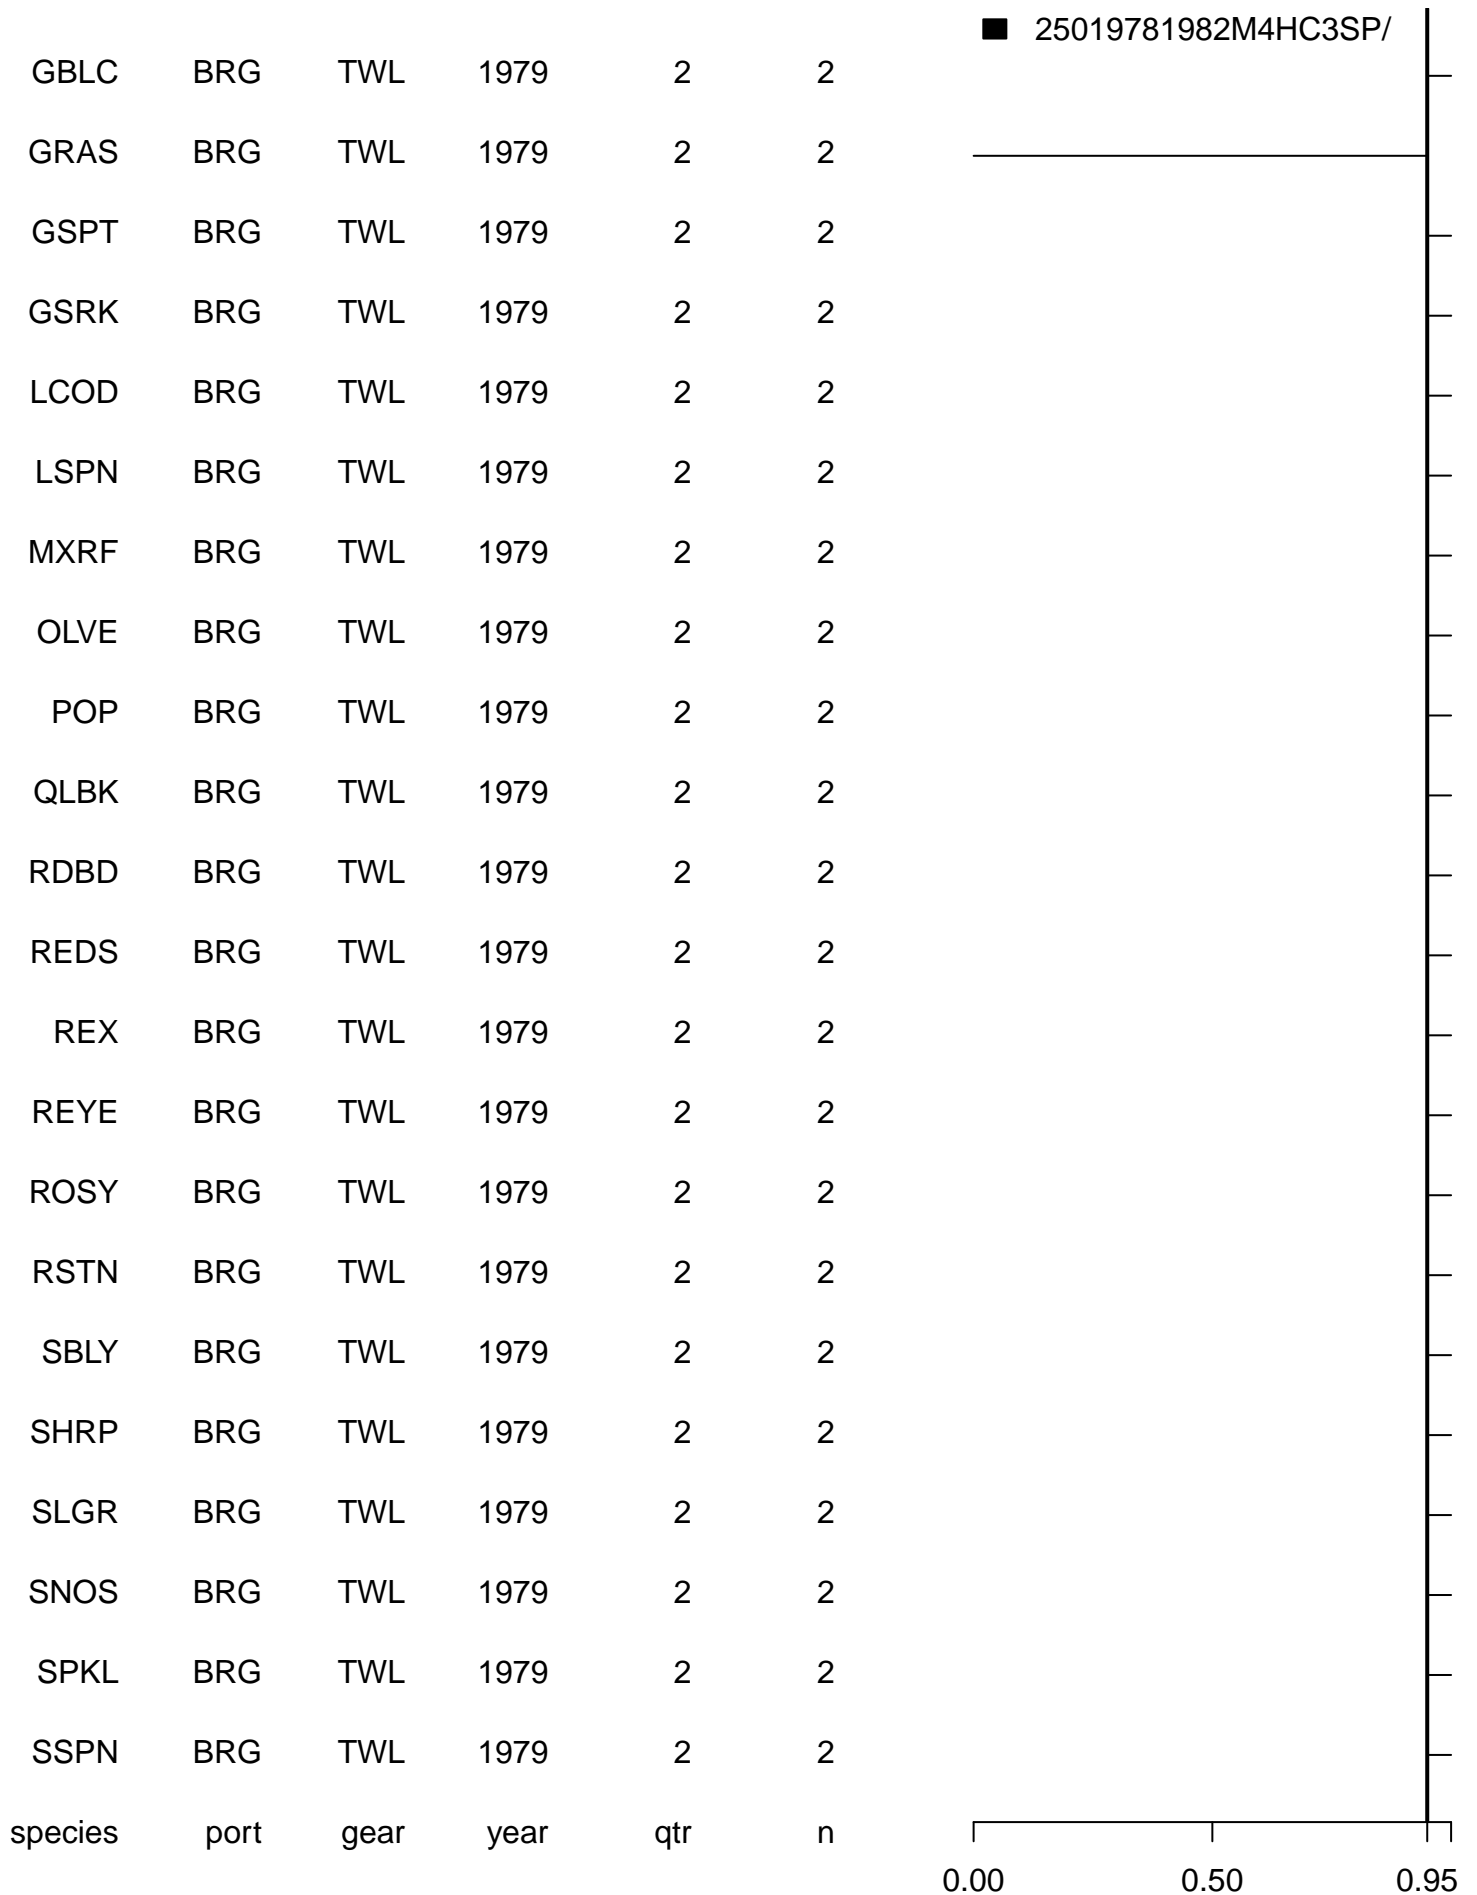 25019781982M4HC3SP/
GBLC BRG TWL 1979 2 2
GRAS BRG TWL 1979 2 2
GSPT BRG TWL 1979 2 2
GSRK BRG TWL 1979 2 2
LCOD BRG TWL 1979 2 2
LSPN BRG TWL 1979 2 2
MXRF BRG TWL 1979 2 2
OLVE BRG TWL 1979 2 2
POP BRG TWL 1979 2 2
QLBK BRG TWL 1979 2 2
RDBD BRG TWL 1979 2 2
REDS BRG TWL 1979 2 2
REX BRG TWL 1979 2 2
REYE BRG TWL 1979 2 2
ROSY BRG TWL 1979 2 2
RSTN BRG TWL 1979 2 2
SBLY BRG TWL 1979 2 2
SHRP BRG TWL 1979 2 2
SLGR BRG TWL 1979 2 2
SNOS BRG TWL 1979 2 2
SPKL BRG TWL 1979 2 2
SSPN BRG TWL 1979 2 2
species port gear year qtr n
0.00 0.50 0.95